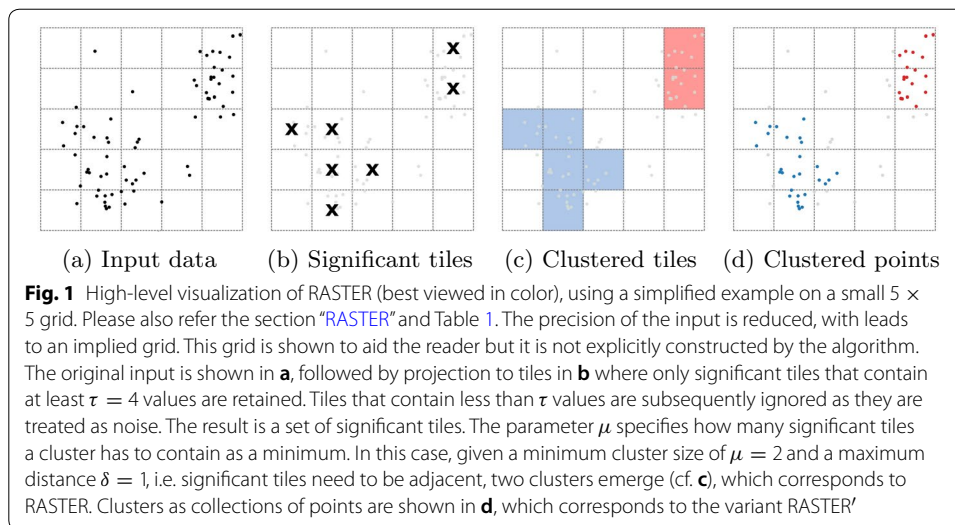 x
x
x x
x x
x
(a) Input data (b) Significant tiles (c) Clustered tiles (d) Clustered points
Fig. 1 High-level visualization of RASTER (best viewed in color), using a simplified example on a small 5 ×
5 grid. Please also refer the section “RASTER” and Table 1. The precision of the input is reduced, with leads
to an implied grid. This grid is shown to aid the reader but it is not explicitly constructed by the algorithm.
The original input is shown in a, followed by projection to tiles in b where only significant tiles that contain
at least τ = 4 values are retained. Tiles that contain less than τ values are subsequently ignored as they are
treated as noise. The result is a set of significant tiles. The parameter μ specifies how many significant tiles
a cluster has to contain as a minimum. In this case, given a minimum cluster size of μ = 2 and a maximum
distance δ = 1, i.e. significant tiles need to be adjacent, two clusters emerge (cf. c), which corresponds to
RASTER. Clusters as collections of points are shown in d, which corresponds to the variant RASTER′